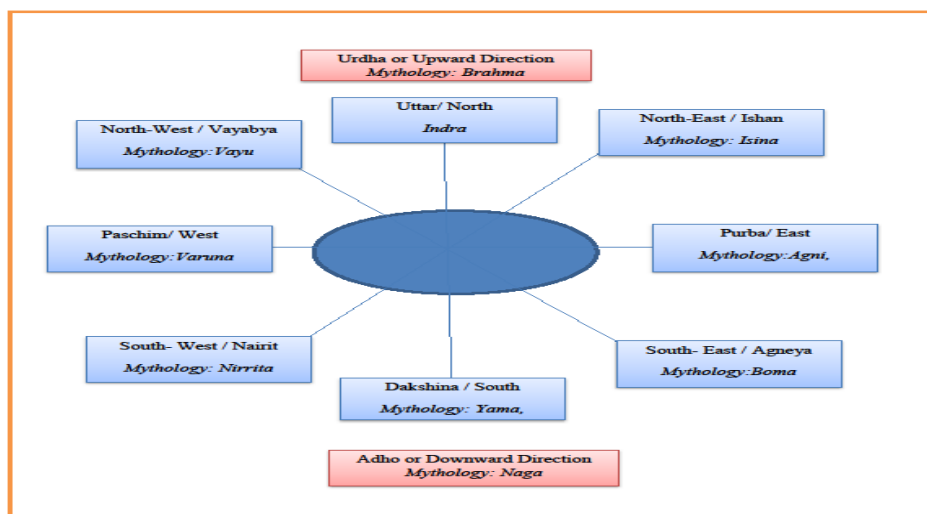 Urdha or Upward Direction
Mythology: Brahma
Uttar/ North
Indra
North-West / Vayabya
Mythology:Vayu
North-East / Ishan
Mythology: Isina
Paschim/ West
Mythology:Varuna
Purba/ East
Mythology:Agni,
South- West / Nairit
Mythology: Nirrita
South- East / Agneya
Mythology:Boma
Dakshina / South
Mythology: Yama,
Adho or Downward Direction
Mythology: Naga